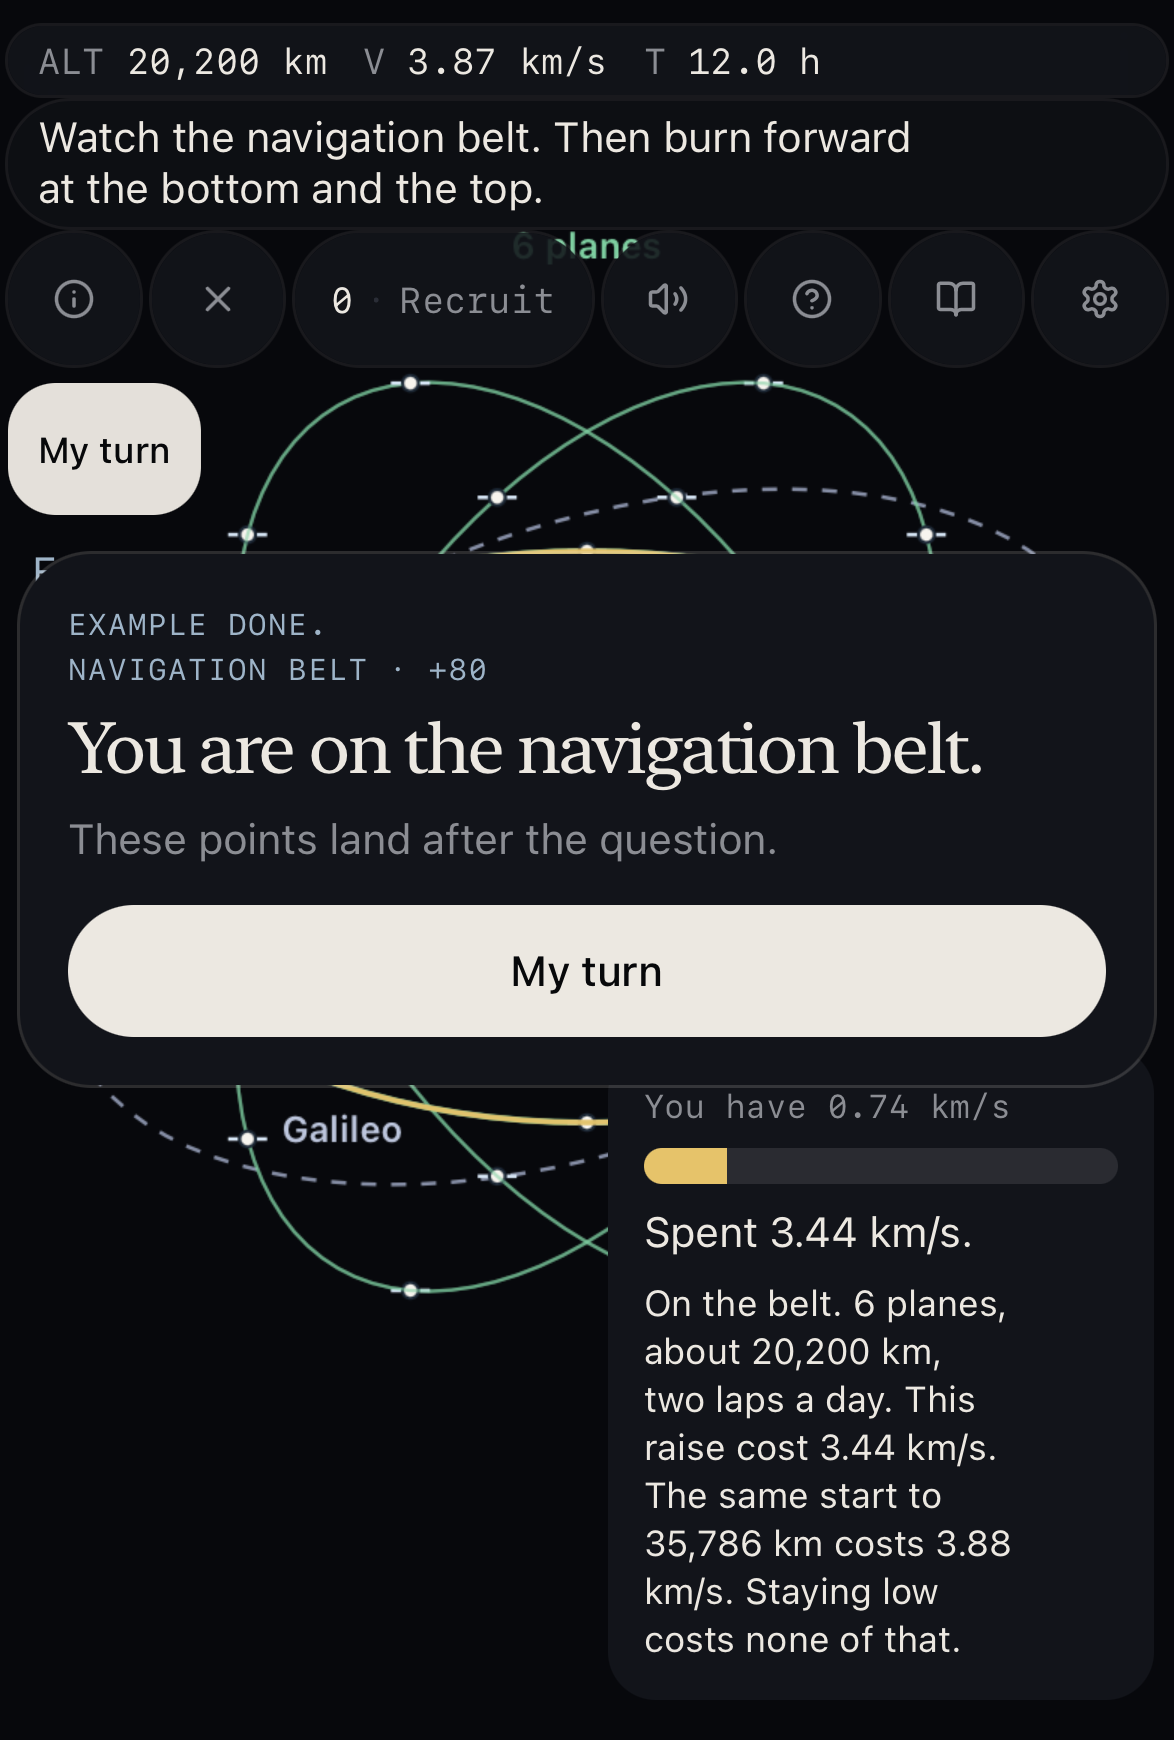 ALT 20,200 km V 3.87 km/s T 12.0 h
Watch the navigation belt. Then burn forward
at the bottom and the top.
6 planes
0 · Recruit
My turn
EXAMPLE DONE.
NAVIGATION BELT · +80
You are on the navigation belt.
These points land after the question.
My turn
You have 0.74 km/s
Galileo
Spent 3.44 km/s.
On the belt. 6 planes,
about 20,200 km,
two laps a day. This
raise cost 3.44 km/s.
The same start to
35,786 km costs 3.88
km/s. Staying low
costs none of that.